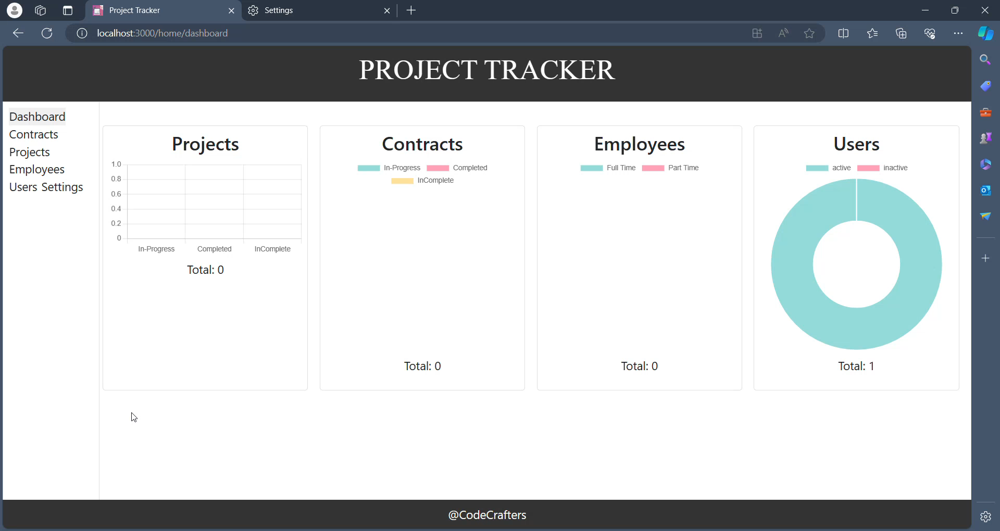 Project Tracker
Settings
localhost:3000/home/dashboard
PROJECT TRACKER
Dashboard
Contracts
Projects
Employees
Users Settings
Projects
1.0
0.8
0.6
0.4
0.2
0
In-Progress Completed InComplete
Total: 0
Contracts
In-Progress Completed
InComplete
Total: 0
Employees
Full Time Part Time
Total: 0
Users
active inactive
Total: 1
@CodeCrafters